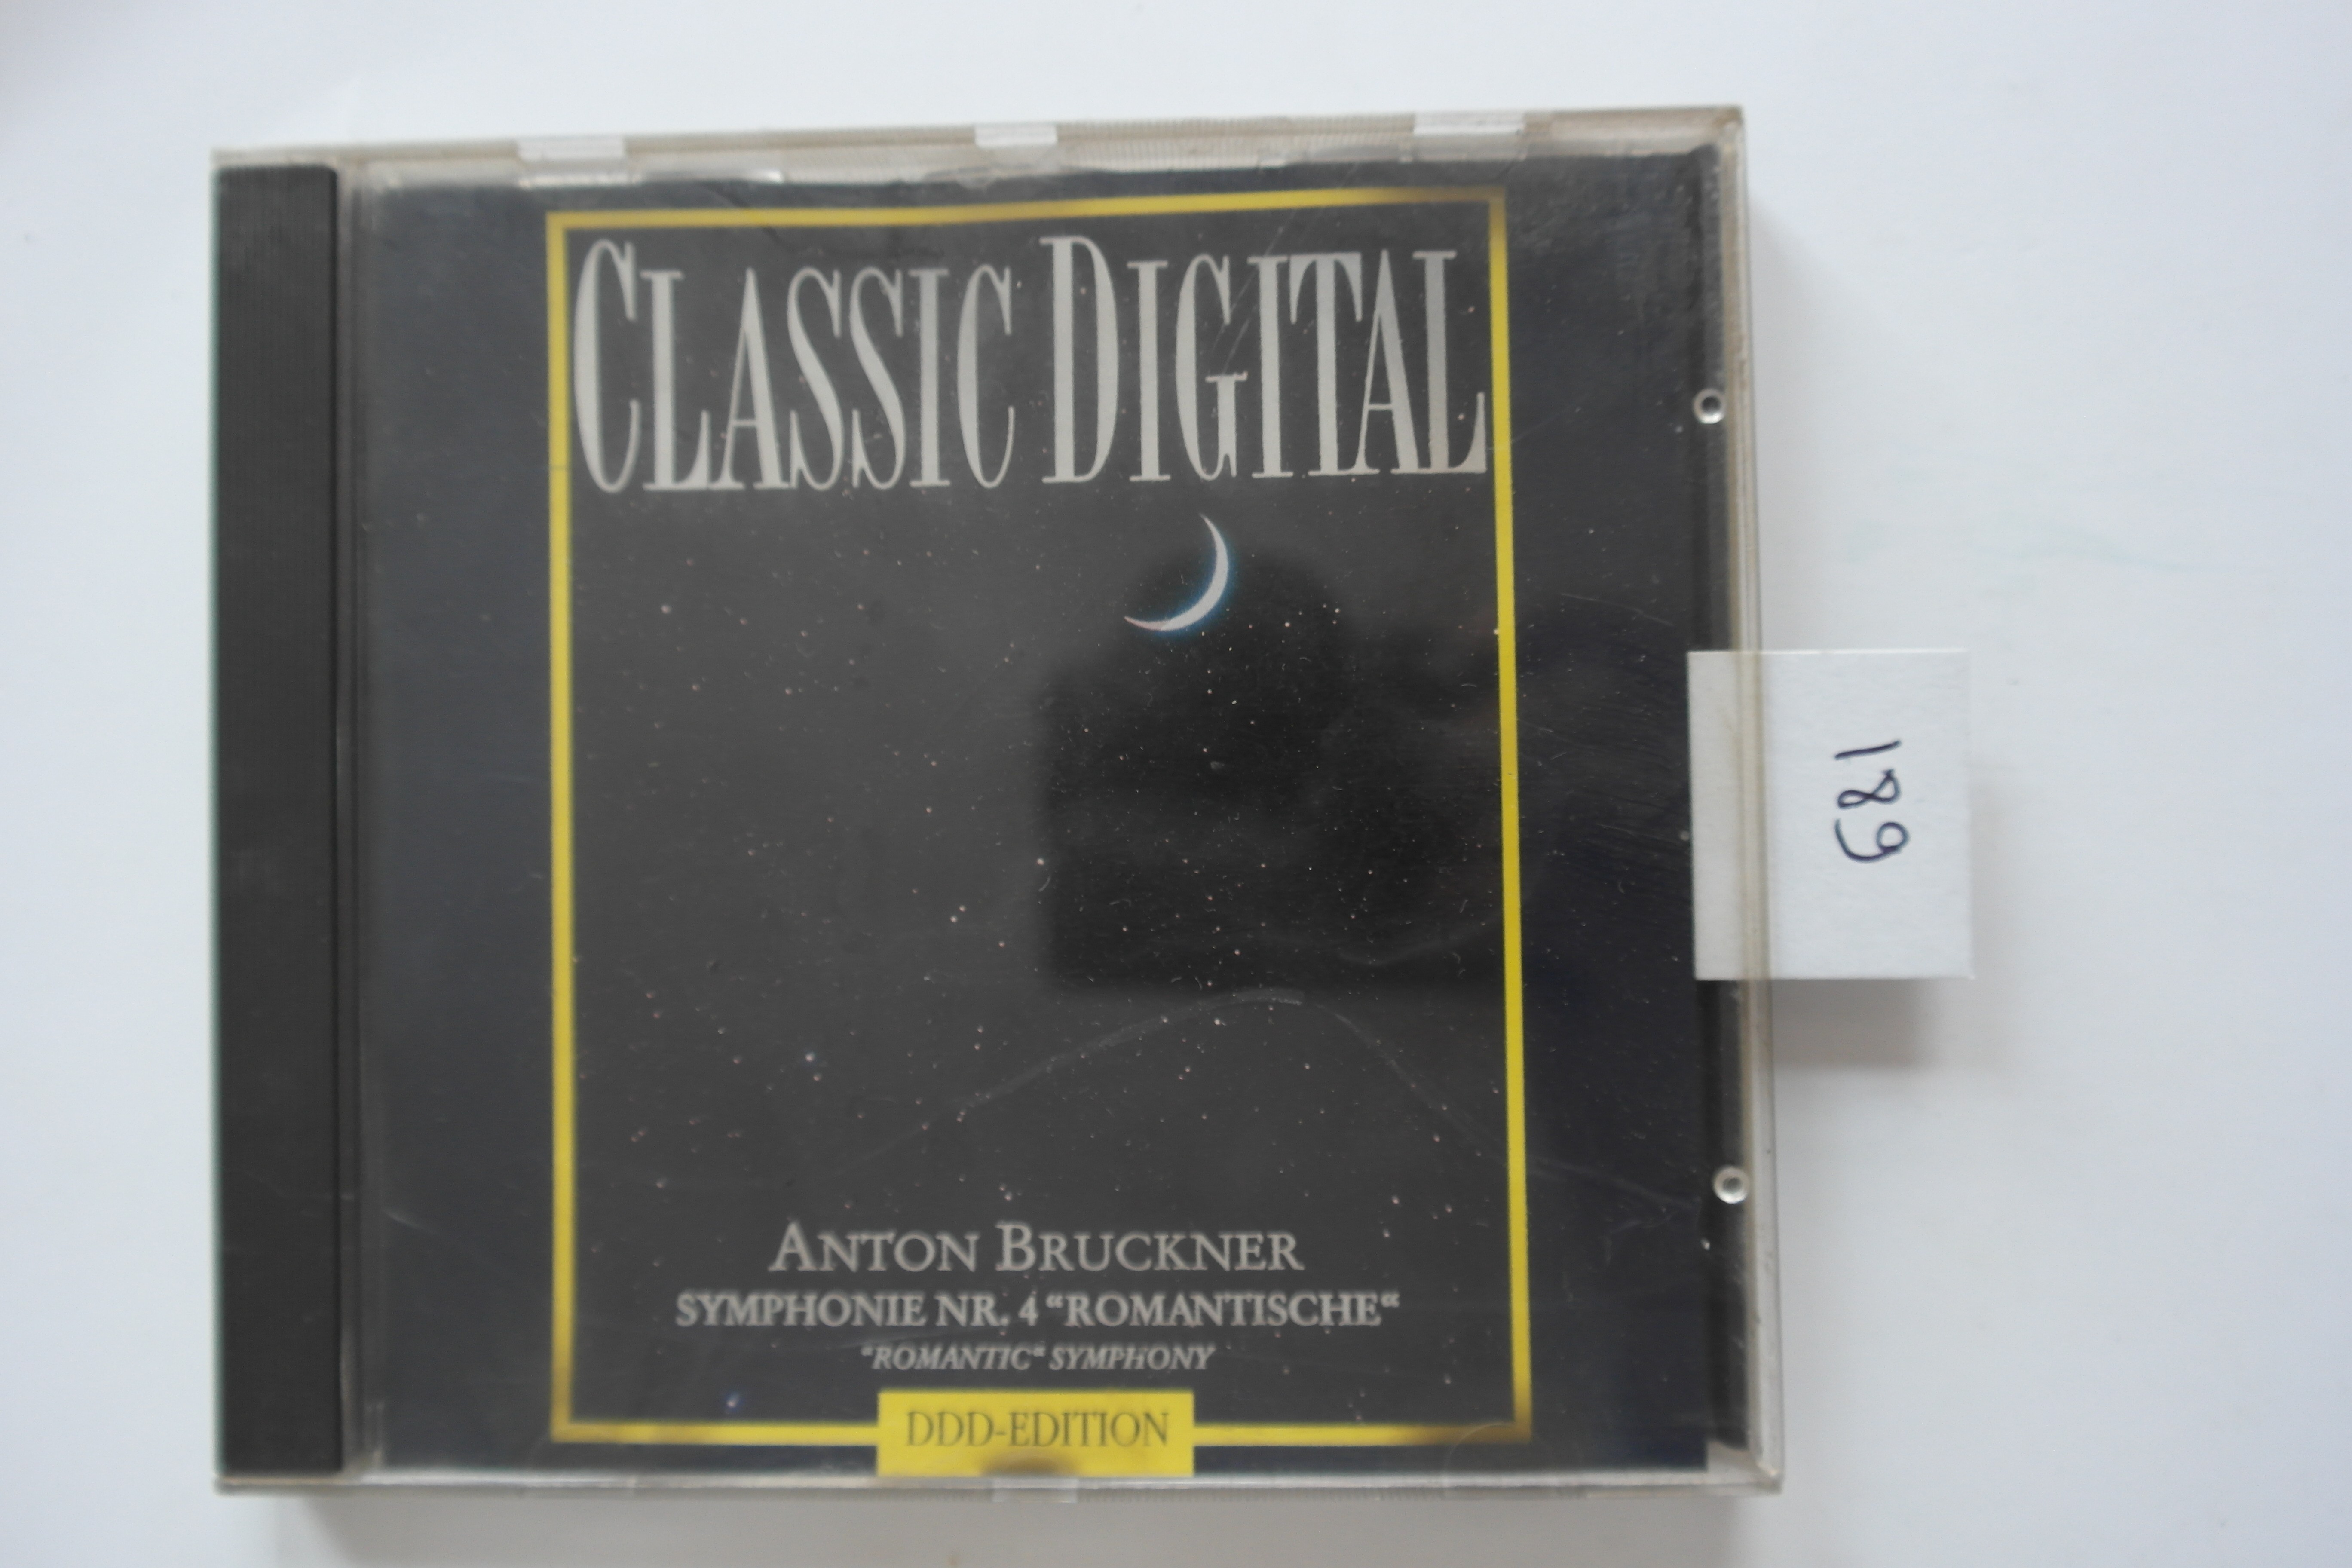 CLASSIC DIGITAL
ANTON BRUCKNER
SYMPHONIE NR. 4 “ROMANTISCHE“
“ROMANTIC“ SYMPHONY
DDD-EDITION
189